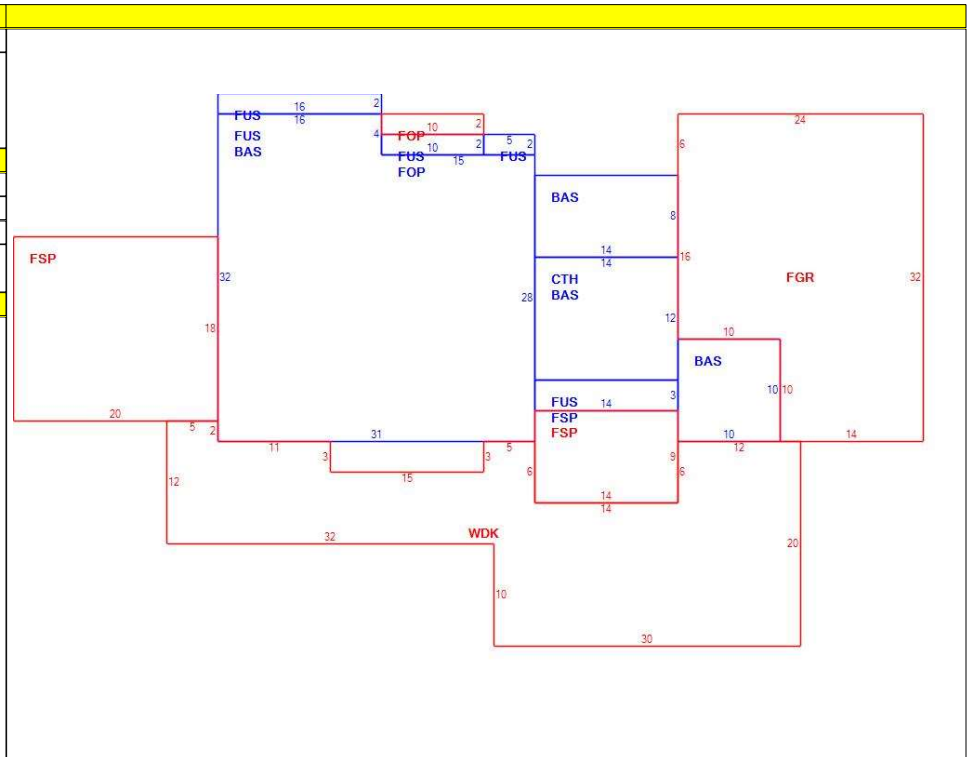 16 2 24
FUS 16
FUS 4 FOP 10 2 5 2 6
BAS FUS 10 2 FUS
15
FOP
BAS
8
14 16
FSP 14
CTH FGR 32
32 28 BAS
12
18 10
BAS
10 10
3
FUS 14
20 FSP
5 2 FSP
31 10 14
11 5 12
3 3 9
15 6 6
12
14
14
WDK
32 20
10
30